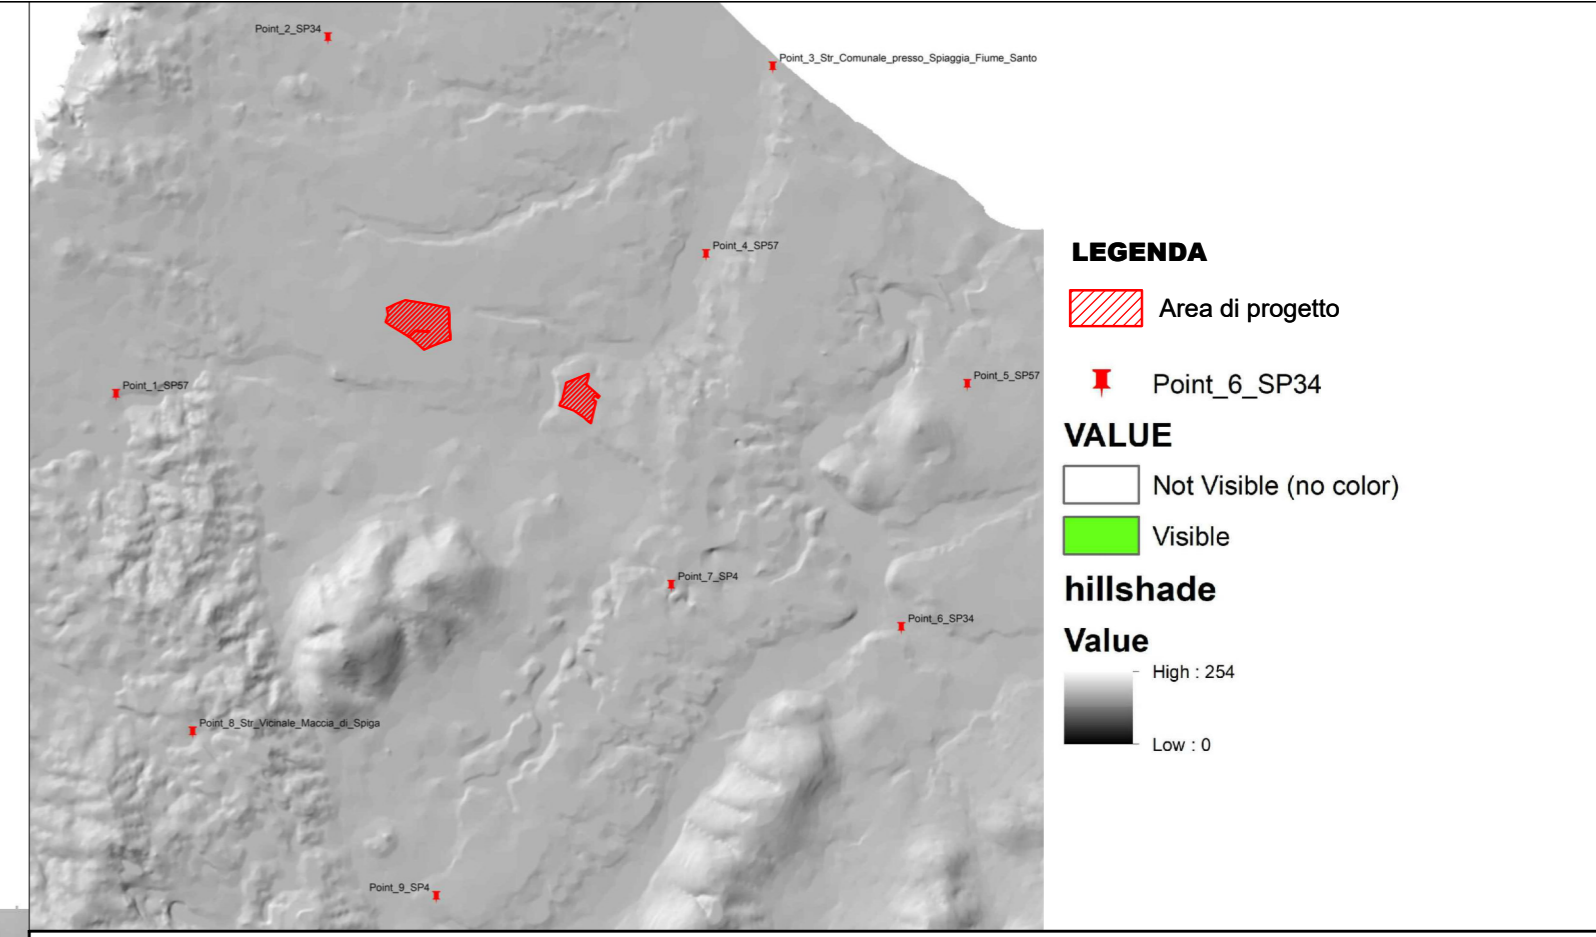 Point_2_SP34
Point_3_Str_Comunale_presso_Spiaggia_Fiume_Santo
Point_4_SP57
Point_1_SP57
Point_5_SP57
Point_7_SP4
Point_6_SP34
Point_8_Str_Vicinale_Maccia_di_Spiga
Point_9_SP4
LEGENDA
Area di progetto
Point_6_SP34
VALUE
Not Visible (no color)
Visible
hillshade
Value
High : 254
Low : 0